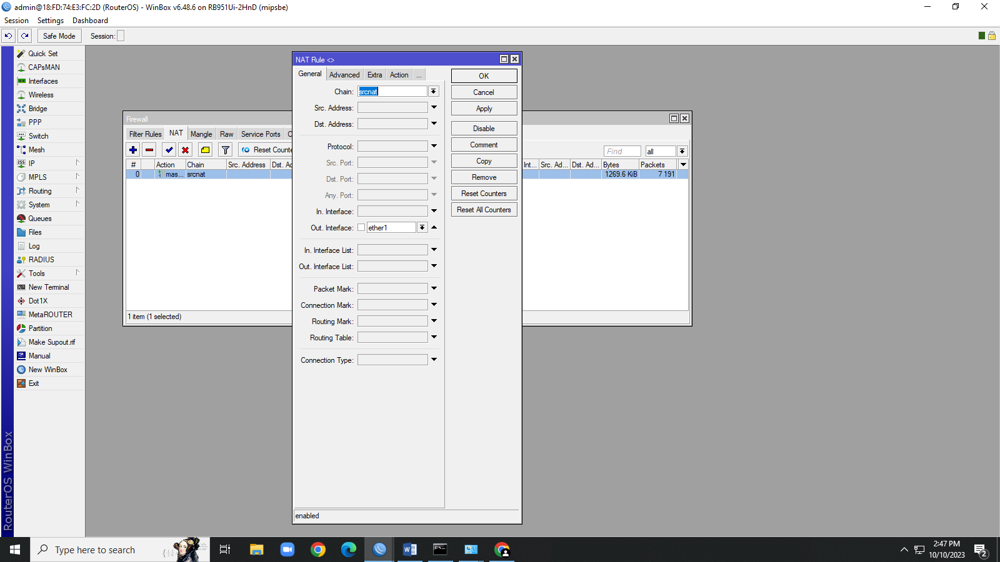 admin@18:FD:74:E3:FC:2D (RouterOS) - WinBox v6.48.6 on RB951Ui-2HnD (mipsbe)
Session Settings Dashboard
Safe Mode Session:
Quick Set
CAPsMAN
Interfaces
Wireless
Bridge
PPP
Switch
Mesh
IP
MPLS
Routing
System
Queues
Files
Log
RADIUS
Tools
New Terminal
Dot1X
MetaROUTER
Partition
Make Supout.rif
Manual
New WinBox
Exit
RouterOS WinBox
Firewall
Filter Rules NAT Mangle Raw Service Ports C
Reset Counte
Find all
# Action Chain Src. Address Dst. Ad Int... Src. Ad... Dst. Ad... Bytes Packets
0 mas... srcnat 1269.6 KiB 7 191
1 item (1 selected)
NAT Rule <>
General Advanced Extra Action ...
Chain: srcnat
Src. Address:
Dst. Address:
Protocol:
Src. Port:
Dst. Port:
Any. Port:
In. Interface:
Out. Interface: ether1
In. Interface List:
Out. Interface List:
Packet Mark:
Connection Mark:
Routing Mark:
Routing Table:
Connection Type:
OK
Cancel
Apply
Disable
Comment
Copy
Remove
Reset Counters
Reset All Counters
enabled
Type here to search
2:47 PM
10/10/2023
2